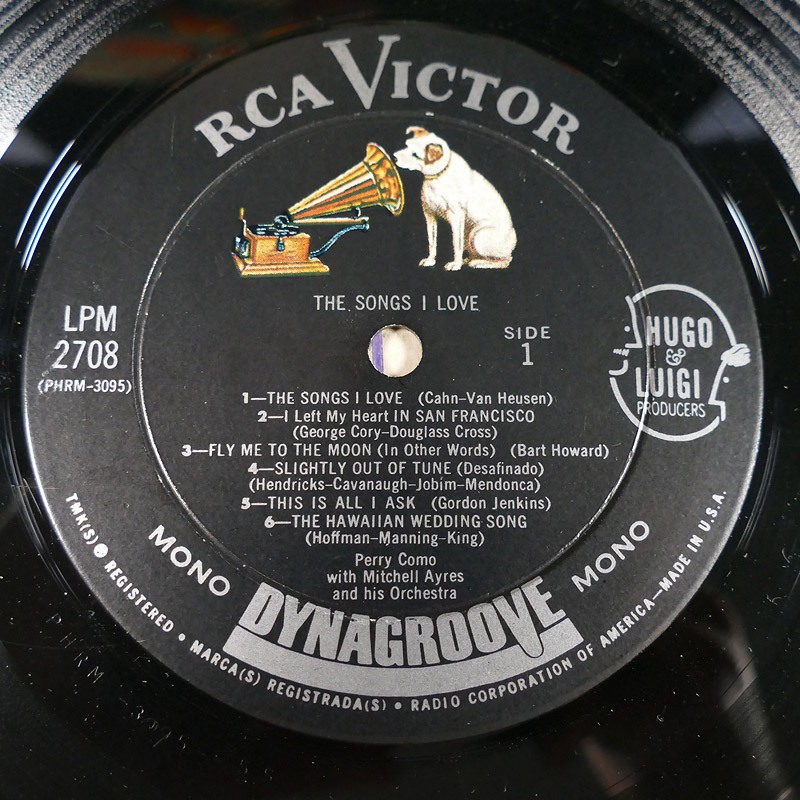 RCA VICTOR
THE SONGS I LOVE
LPM
2708
(PHRM-3095)
SIDE
1
HUGO
&
LUIGI
PRODUCERS
1—THE SONGS I LOVE (Cahn-Van Heusen)
2—I Left My Heart IN SAN FRANCISCO
(George Cory-Douglass Cross)
3—FLY ME TO THE MOON (In Other Words) (Bart Howard)
4—SLIGHTLY OUT OF TUNE (Desafinado)
(Hendricks-Cavanaugh-Jobim-Mendonca)
5—THIS IS ALL I ASK (Gordon Jenkins)
6—THE HAWAIIAN WEDDING SONG
(Hoffman-Manning-King)
Perry Como
with Mitchell Ayres
and his Orchestra
MONO
DYNAGROOVE
MONO
TMK(S) ® REGISTERED • MARCA(S) REGISTRADA(S) • RADIO CORPORATION OF AMERICA—MADE IN U.S.A.
PHRM